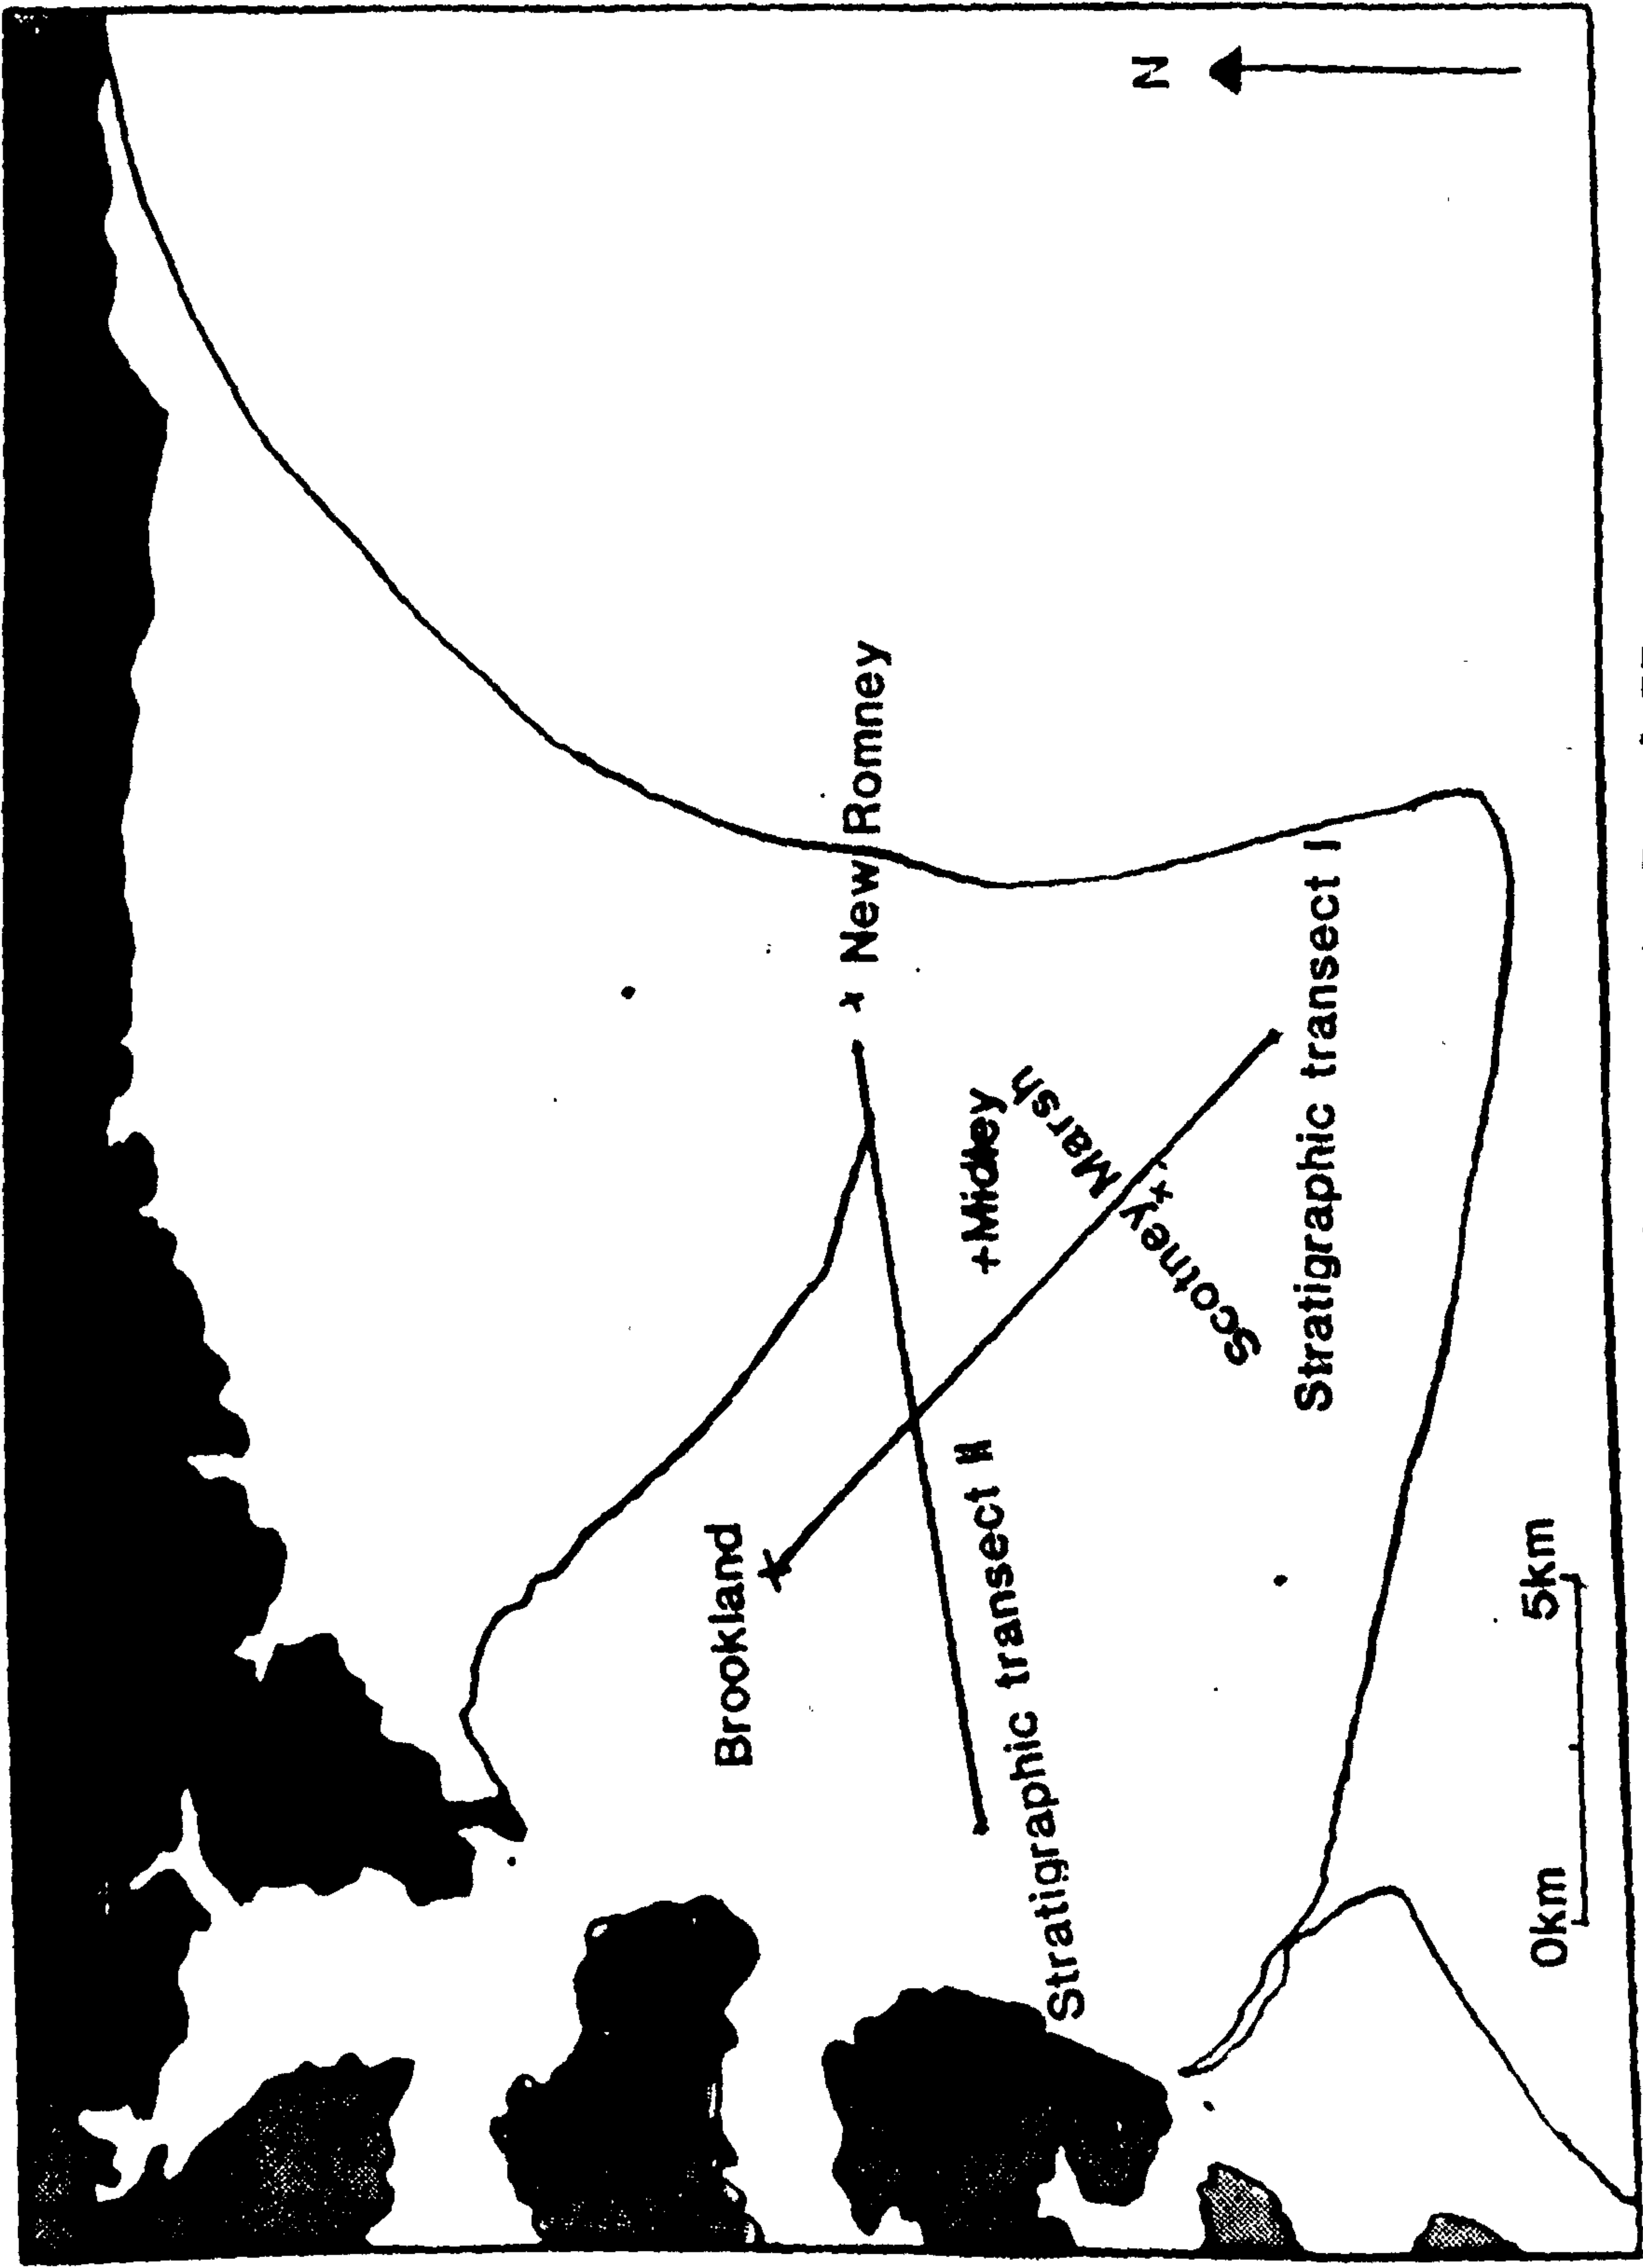 N
New Romney
Brookland
+Midley
Scotney Marsh
Stratigraphic transect II
Stratigraphic transect I
0km
5km